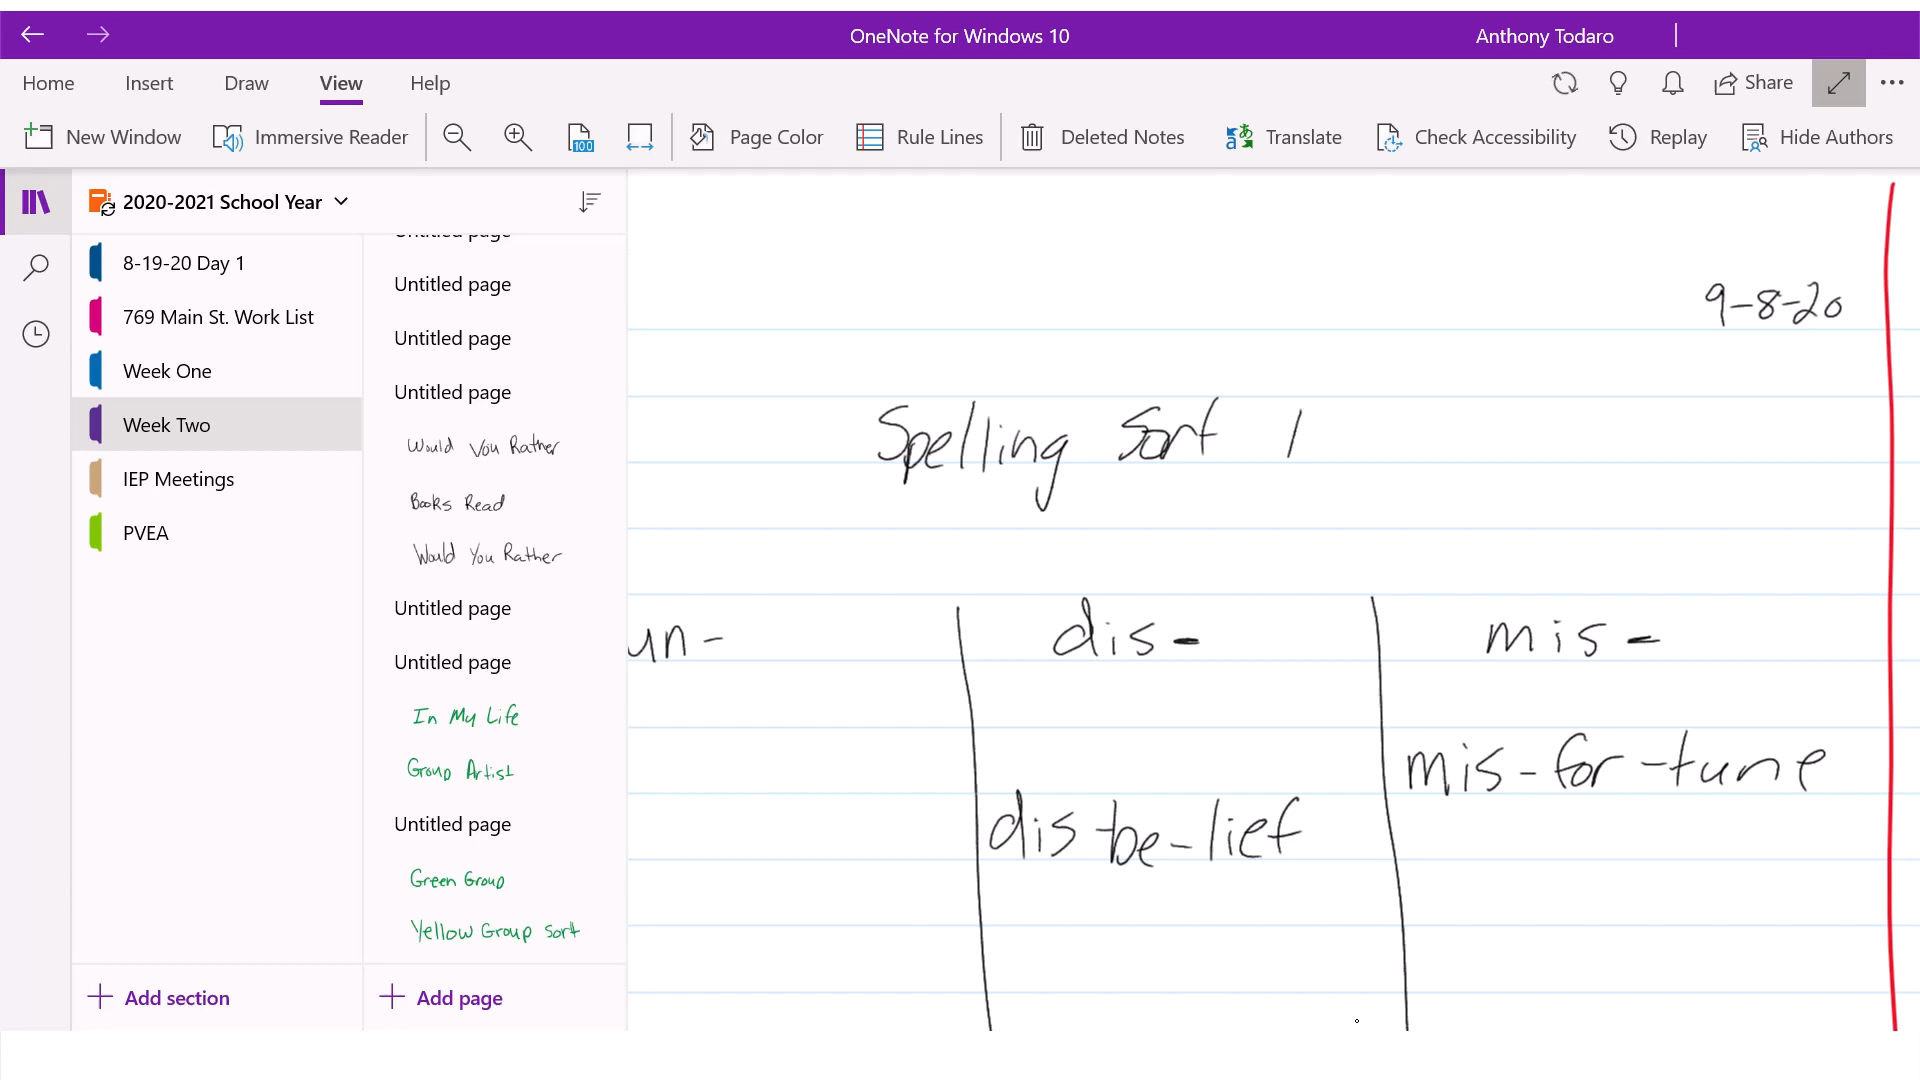 OneNote for Windows 10
Anthony Todaro
Home Insert Draw View Help
Share
New Window Immersive Reader 100 Page Color Rule Lines Deleted Notes Translate Check Accessibility Replay Hide Authors
2020-2021 School Year
8-19-20 Day 1
769 Main St. Work List
Week One
Week Two
IEP Meetings
PVEA
Add section
Untitled page
Untitled page
Untitled page
Untitled page
Would You Rather
Books Read
Would You Rather
Untitled page
Untitled page
In My Life
Group Artist
Untitled page
Green Group
Yellow Group Sort
Add page
9-8-20
Spelling Sort 1
un- dis- mis-
mis-for-tune
dis-be-lief